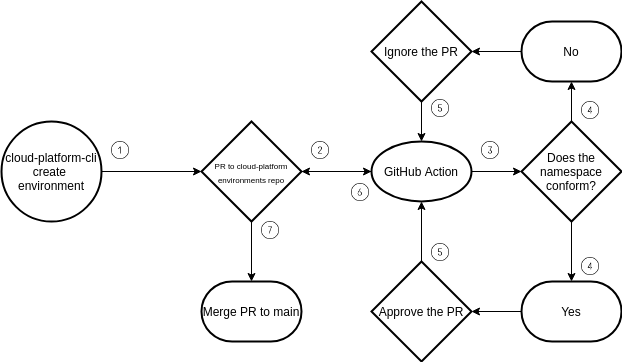 Ignore the PR
No
5
4
cloud-platform-cli
create
environment
1
PR to cloud-platform
environments repo
2
6
GitHub Action
3
Does the
namespace
conform?
7
5
4
Merge PR to main
Approve the PR
Yes